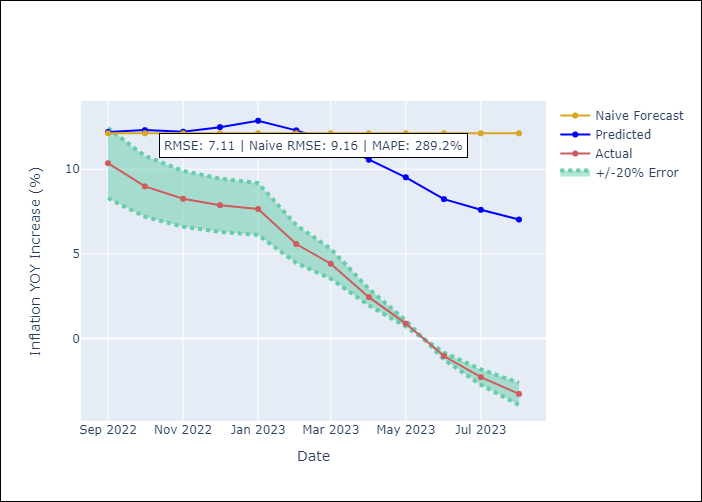 Naive Forecast
Predicted
Actual
+/-20% Error
RMSE: 7.11 | Naive RMSE: 9.16 | MAPE: 289.2%
Inflation YOY Increase (%)
10
5
0
Sep 2022 Nov 2022 Jan 2023 Mar 2023 May 2023 Jul 2023
Date